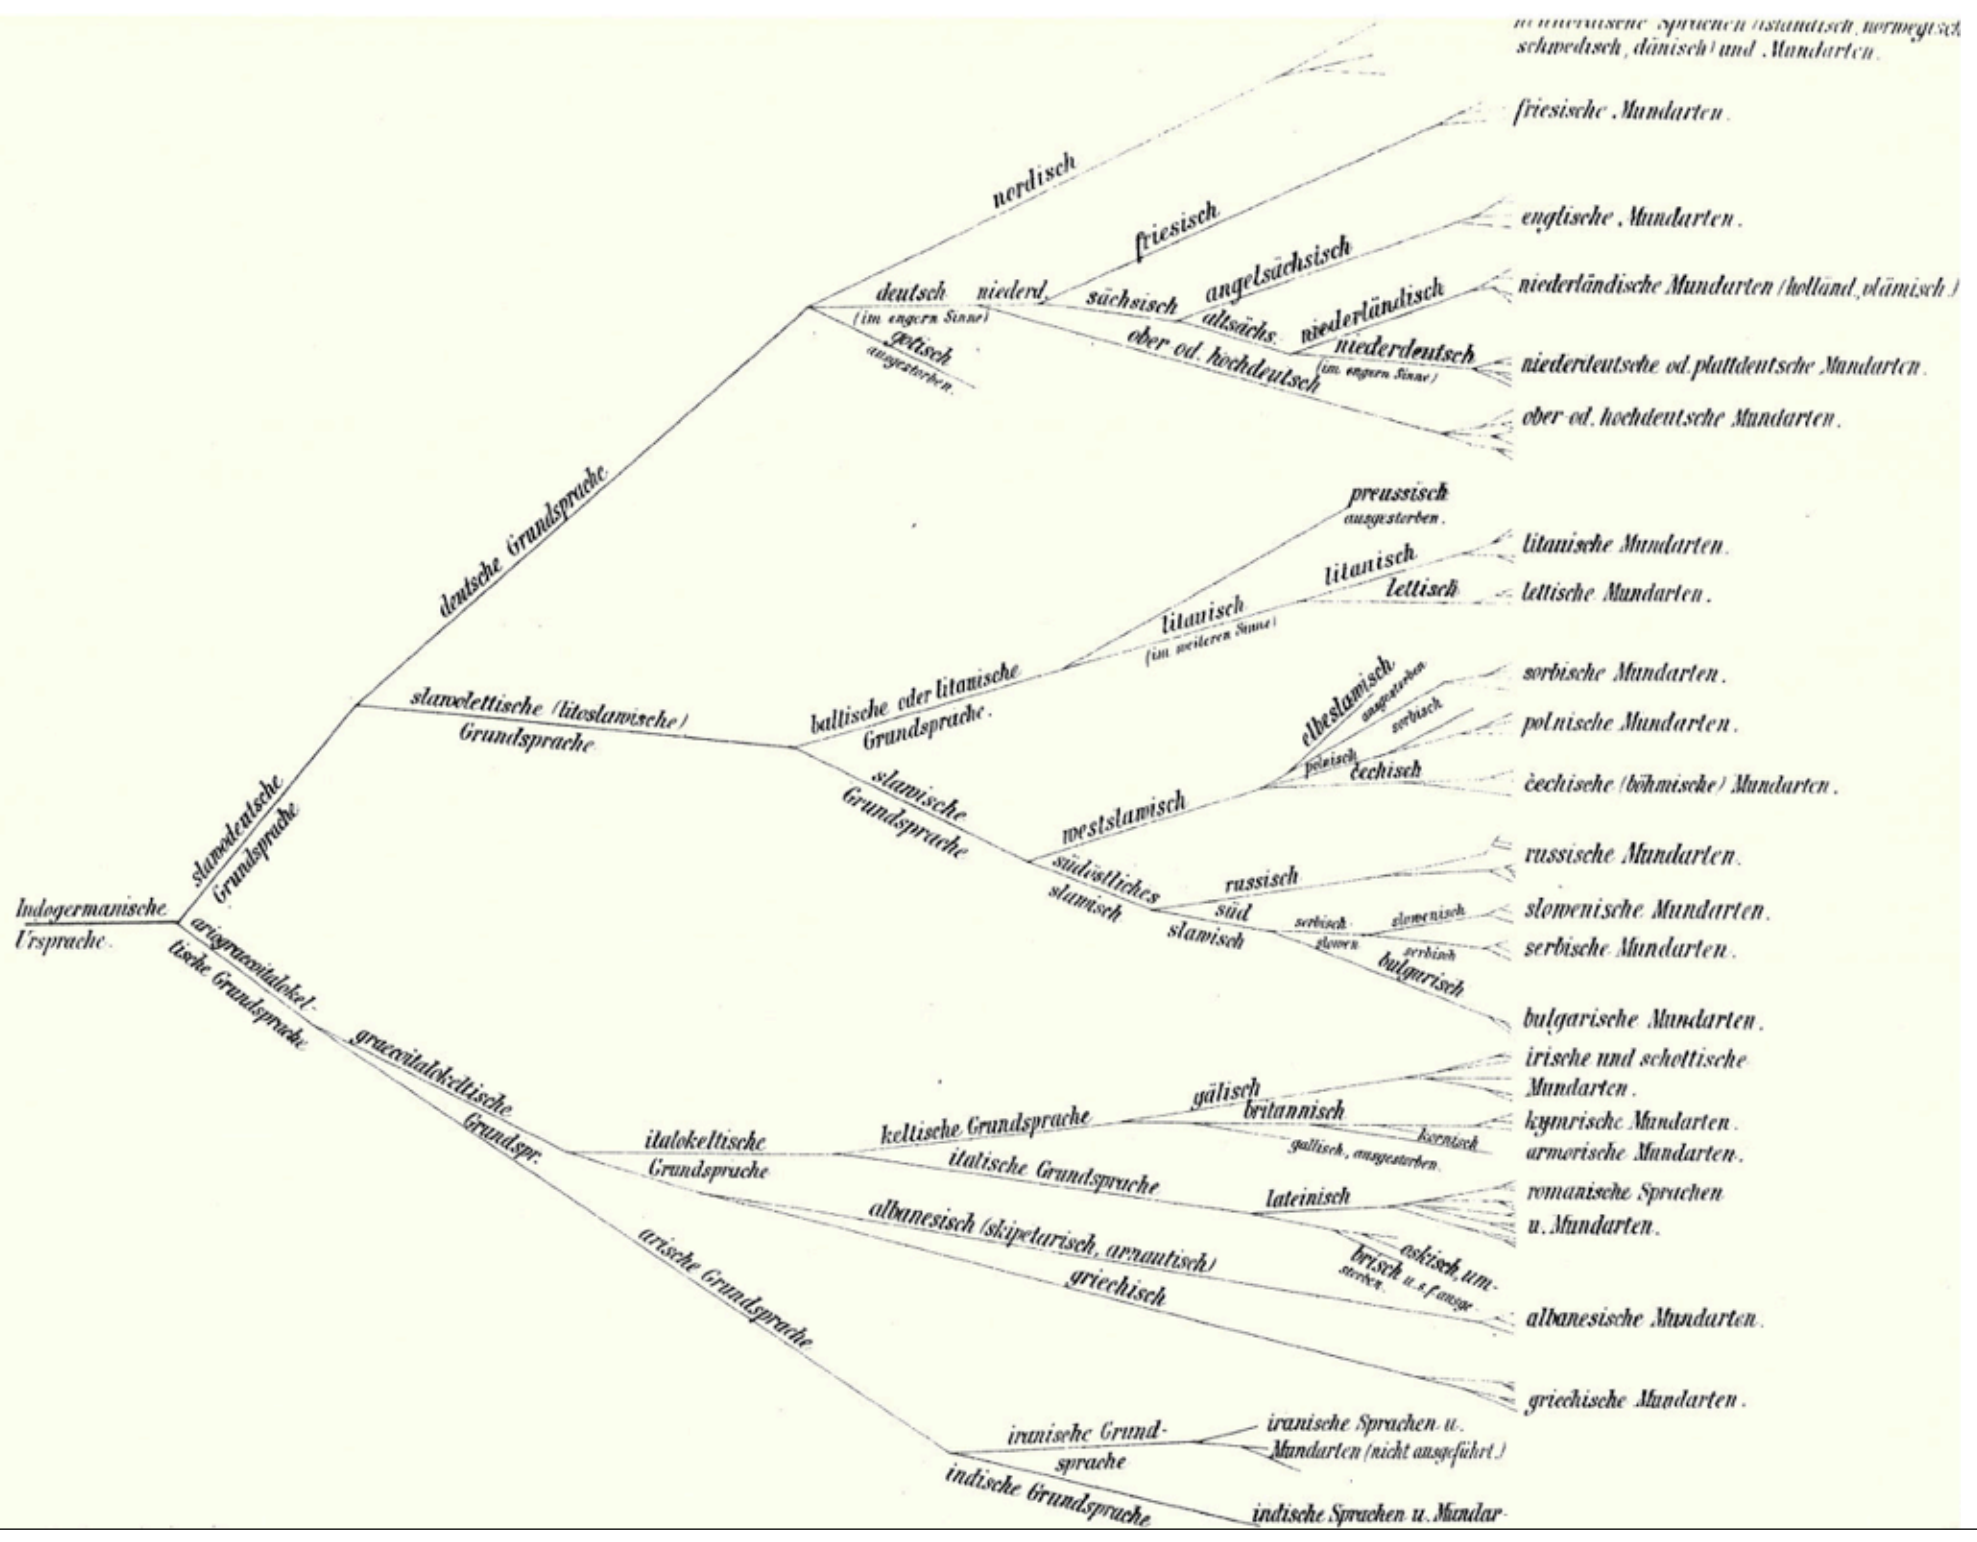 schwedisch, dänisch) und Mundarten.
friesische Mundarten.
nordisch
friesisch
englische Mundarten.
angelsächsisch
deutsch
(im engern Sinne)
niederd.
sächsisch
altsächs.
niederländisch
niederländische Mundarten (holländ., vlämisch.)
gotisch
ausgestorben.
ober od. hochdeutsch
niederdeutsch
(im engern Sinne)
niederdeutsche od. plattdeutsche Mundarten.
ober-od. hochdeutsche Mundarten.
deutsche Grundsprache
preussisch
ausgestorben.
litauisch
litauische Mundarten.
lettisch
lettische Mundarten.
litauisch
(im weiteren Sinne)
baltische oder litauische
Grundsprache.
slawolettische (litoslawische)
Grundsprache
elbeslawisch
ausgestorben
sorbisch
sorbische Mundarten.
polnisch
polnische Mundarten.
čechisch
čechische (böhmische) Mundarten.
slawische
Grundsprache
westslawisch
slawodeutsche
Grundsprache
südöstliches
slawisch
russisch
russische Mundarten.
süd
slawisch
serbisch
slowen
slowenisch
slowenische Mundarten.
serbisch
serbische Mundarten.
bulgarisch
bulgarische Mundarten.
Indogermanische
Ursprache.
ariograecoitalokel-
tische Grundsprache
graecoitalokeltische
Grundspr.
italokeltische
Grundsprache
keltische Grundsprache
gälisch
irische und schottische
Mundarten.
britannisch
kymrische Mundarten.
kornisch
armorische Mundarten.
gallisch, ausgestorben.
italische Grundsprache
lateinisch
romanische Sprachen
u. Mundarten.
oskisch, um-
brisch u.s.f ausge
storben.
albanesisch (skipetarisch, arnautisch)
albanesische Mundarten.
griechisch
griechische Mundarten.
arische Grundsprache
iranische Grund-
sprache
iranische Sprachen u.
Mundarten (nicht ausgeführt.)
indische Grundsprache
indische Sprachen u. Mundar-